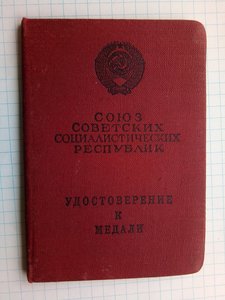 СОЮЗ
СОВЕТСКИХ
СОЦИАЛИСТИЧЕСКИХ
РЕСПУБЛИК
УДОСТОВЕРЕНИЕ
К
МЕДАЛИ